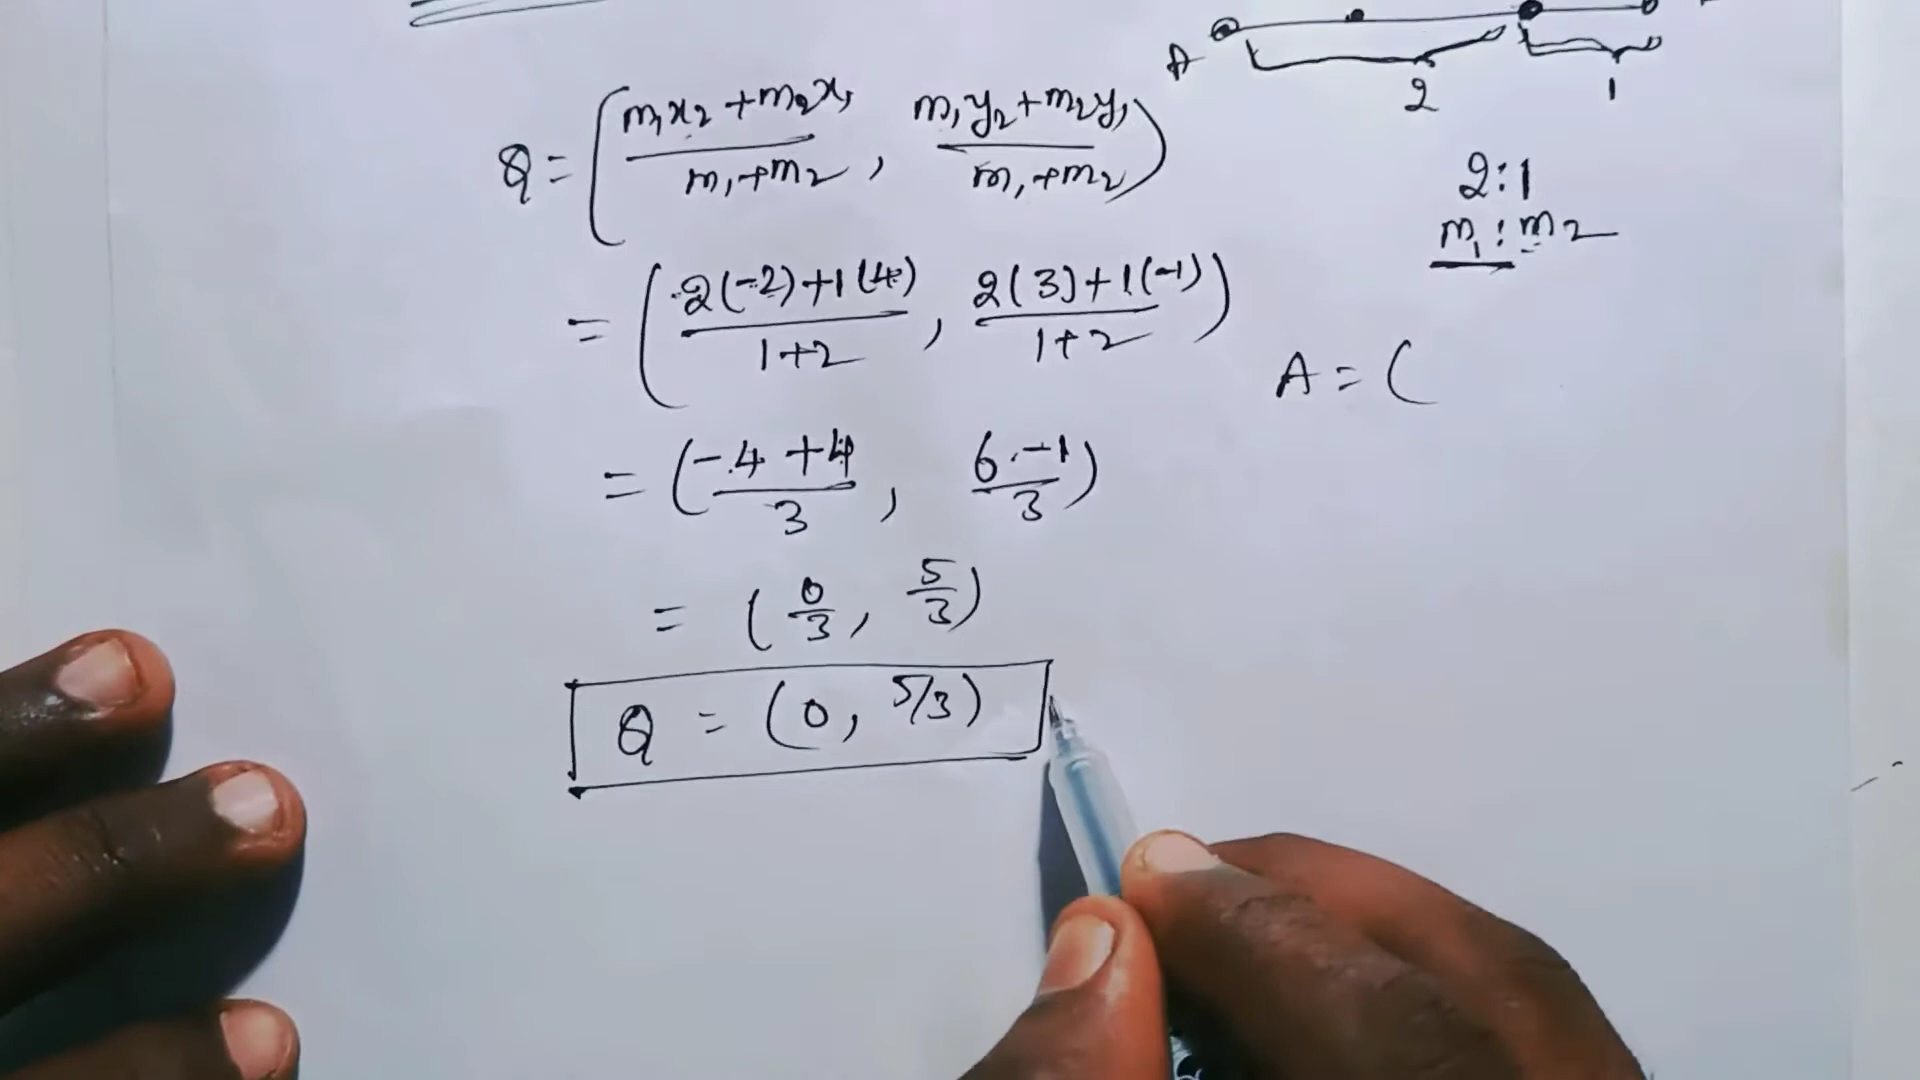 A
2 1
Q = ( m₁x₂ + m₂x₁ / m₁+m₂ , m₁y₂ + m₂y₁ / m₁+m₂ )
2:1
m₁ : m₂
= ( 2(-2)+1(4) / 1+2 , 2(3)+1(-1) / 1+2 )
A = (
= ( -4 +4 / 3 , 6 -1 / 3 )
= ( 0/3 , 5/3 )
Q = (0, 5/3)